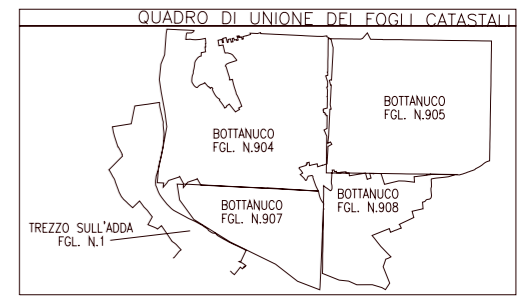 QUADRO DI UNIONE DEI FOGLI CATASTALI
BOTTANUCO
FGL. N.905
BOTTANUCO
FGL. N.904
BOTTANUCO
FGL. N.908
BOTTANUCO
FGL. N.907
TREZZO SULL'ADDA
FGL. N.1